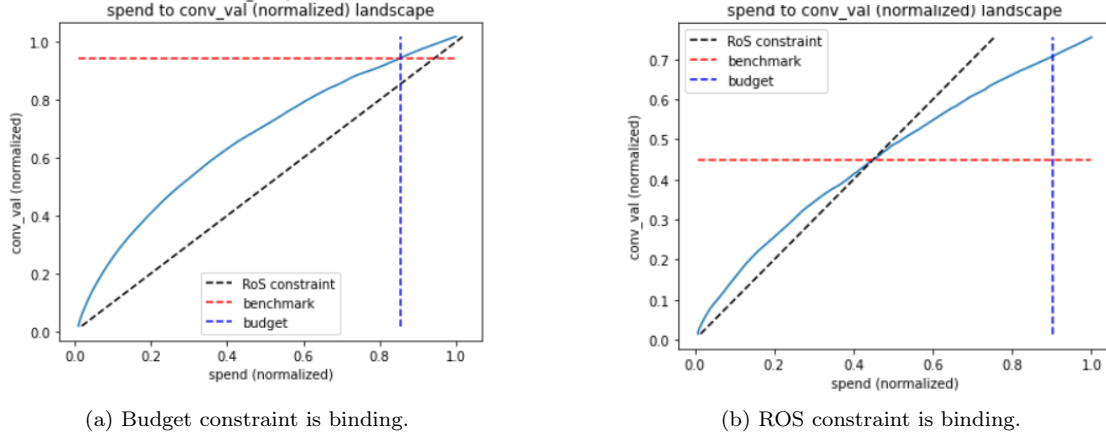 spend to conv_val (normalized) landscape
1.0
0.8
0.6
0.4
0.2
0.0
conv_val (normalized)
RoS constraint
benchmark
budget
0.0 0.2 0.4 0.6 0.8 1.0
spend (normalized)
(a) Budget constraint is binding.
spend to conv_val (normalized) landscape
RoS constraint
benchmark
budget
0.7
0.6
0.5
0.4
0.3
0.2
0.1
0.0
conv_val (normalized)
0.0 0.2 0.4 0.6 0.8 1.0
spend (normalized)
(b) ROS constraint is binding.